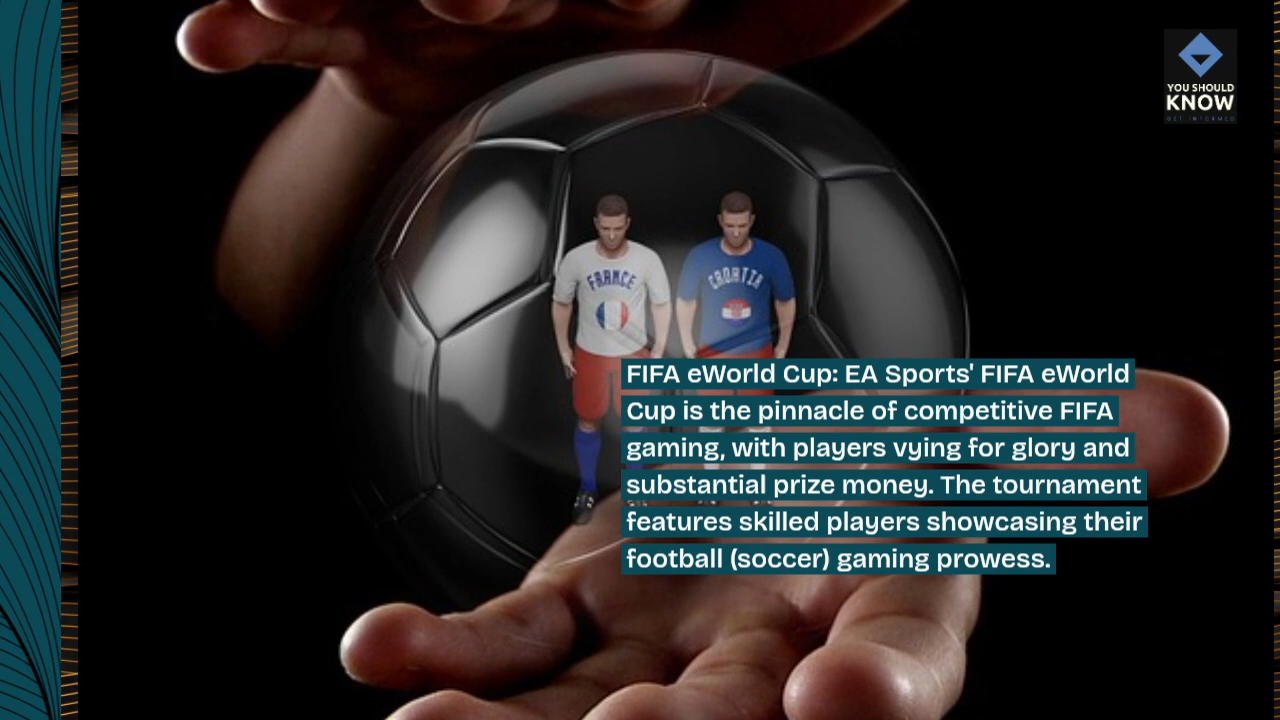 YOU SHOULD
KNOW
GET INFORMED
FRANCE
CROATIA
FIFA eWorld Cup: EA Sports' FIFA eWorld
Cup is the pinnacle of competitive FIFA
gaming, with players vying for glory and
substantial prize money. The tournament
features skilled players showcasing their
football (soccer) gaming prowess.